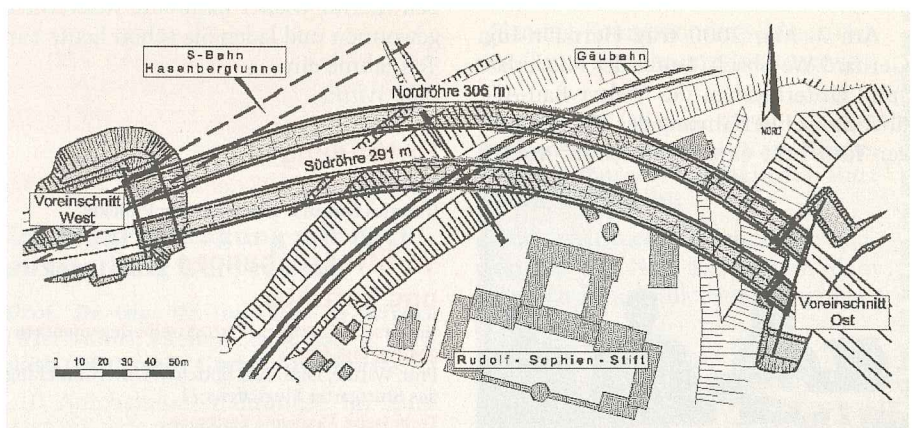 S-Bahn
Hasenbergtunnel
Gäubahn
Nordröhre 306 m
NORD
Südröhre 291 m
Voreinschnitt
West
Voreinschnitt
Ost
Rudolf-Sophien-Stift
10 20 30 40 50m